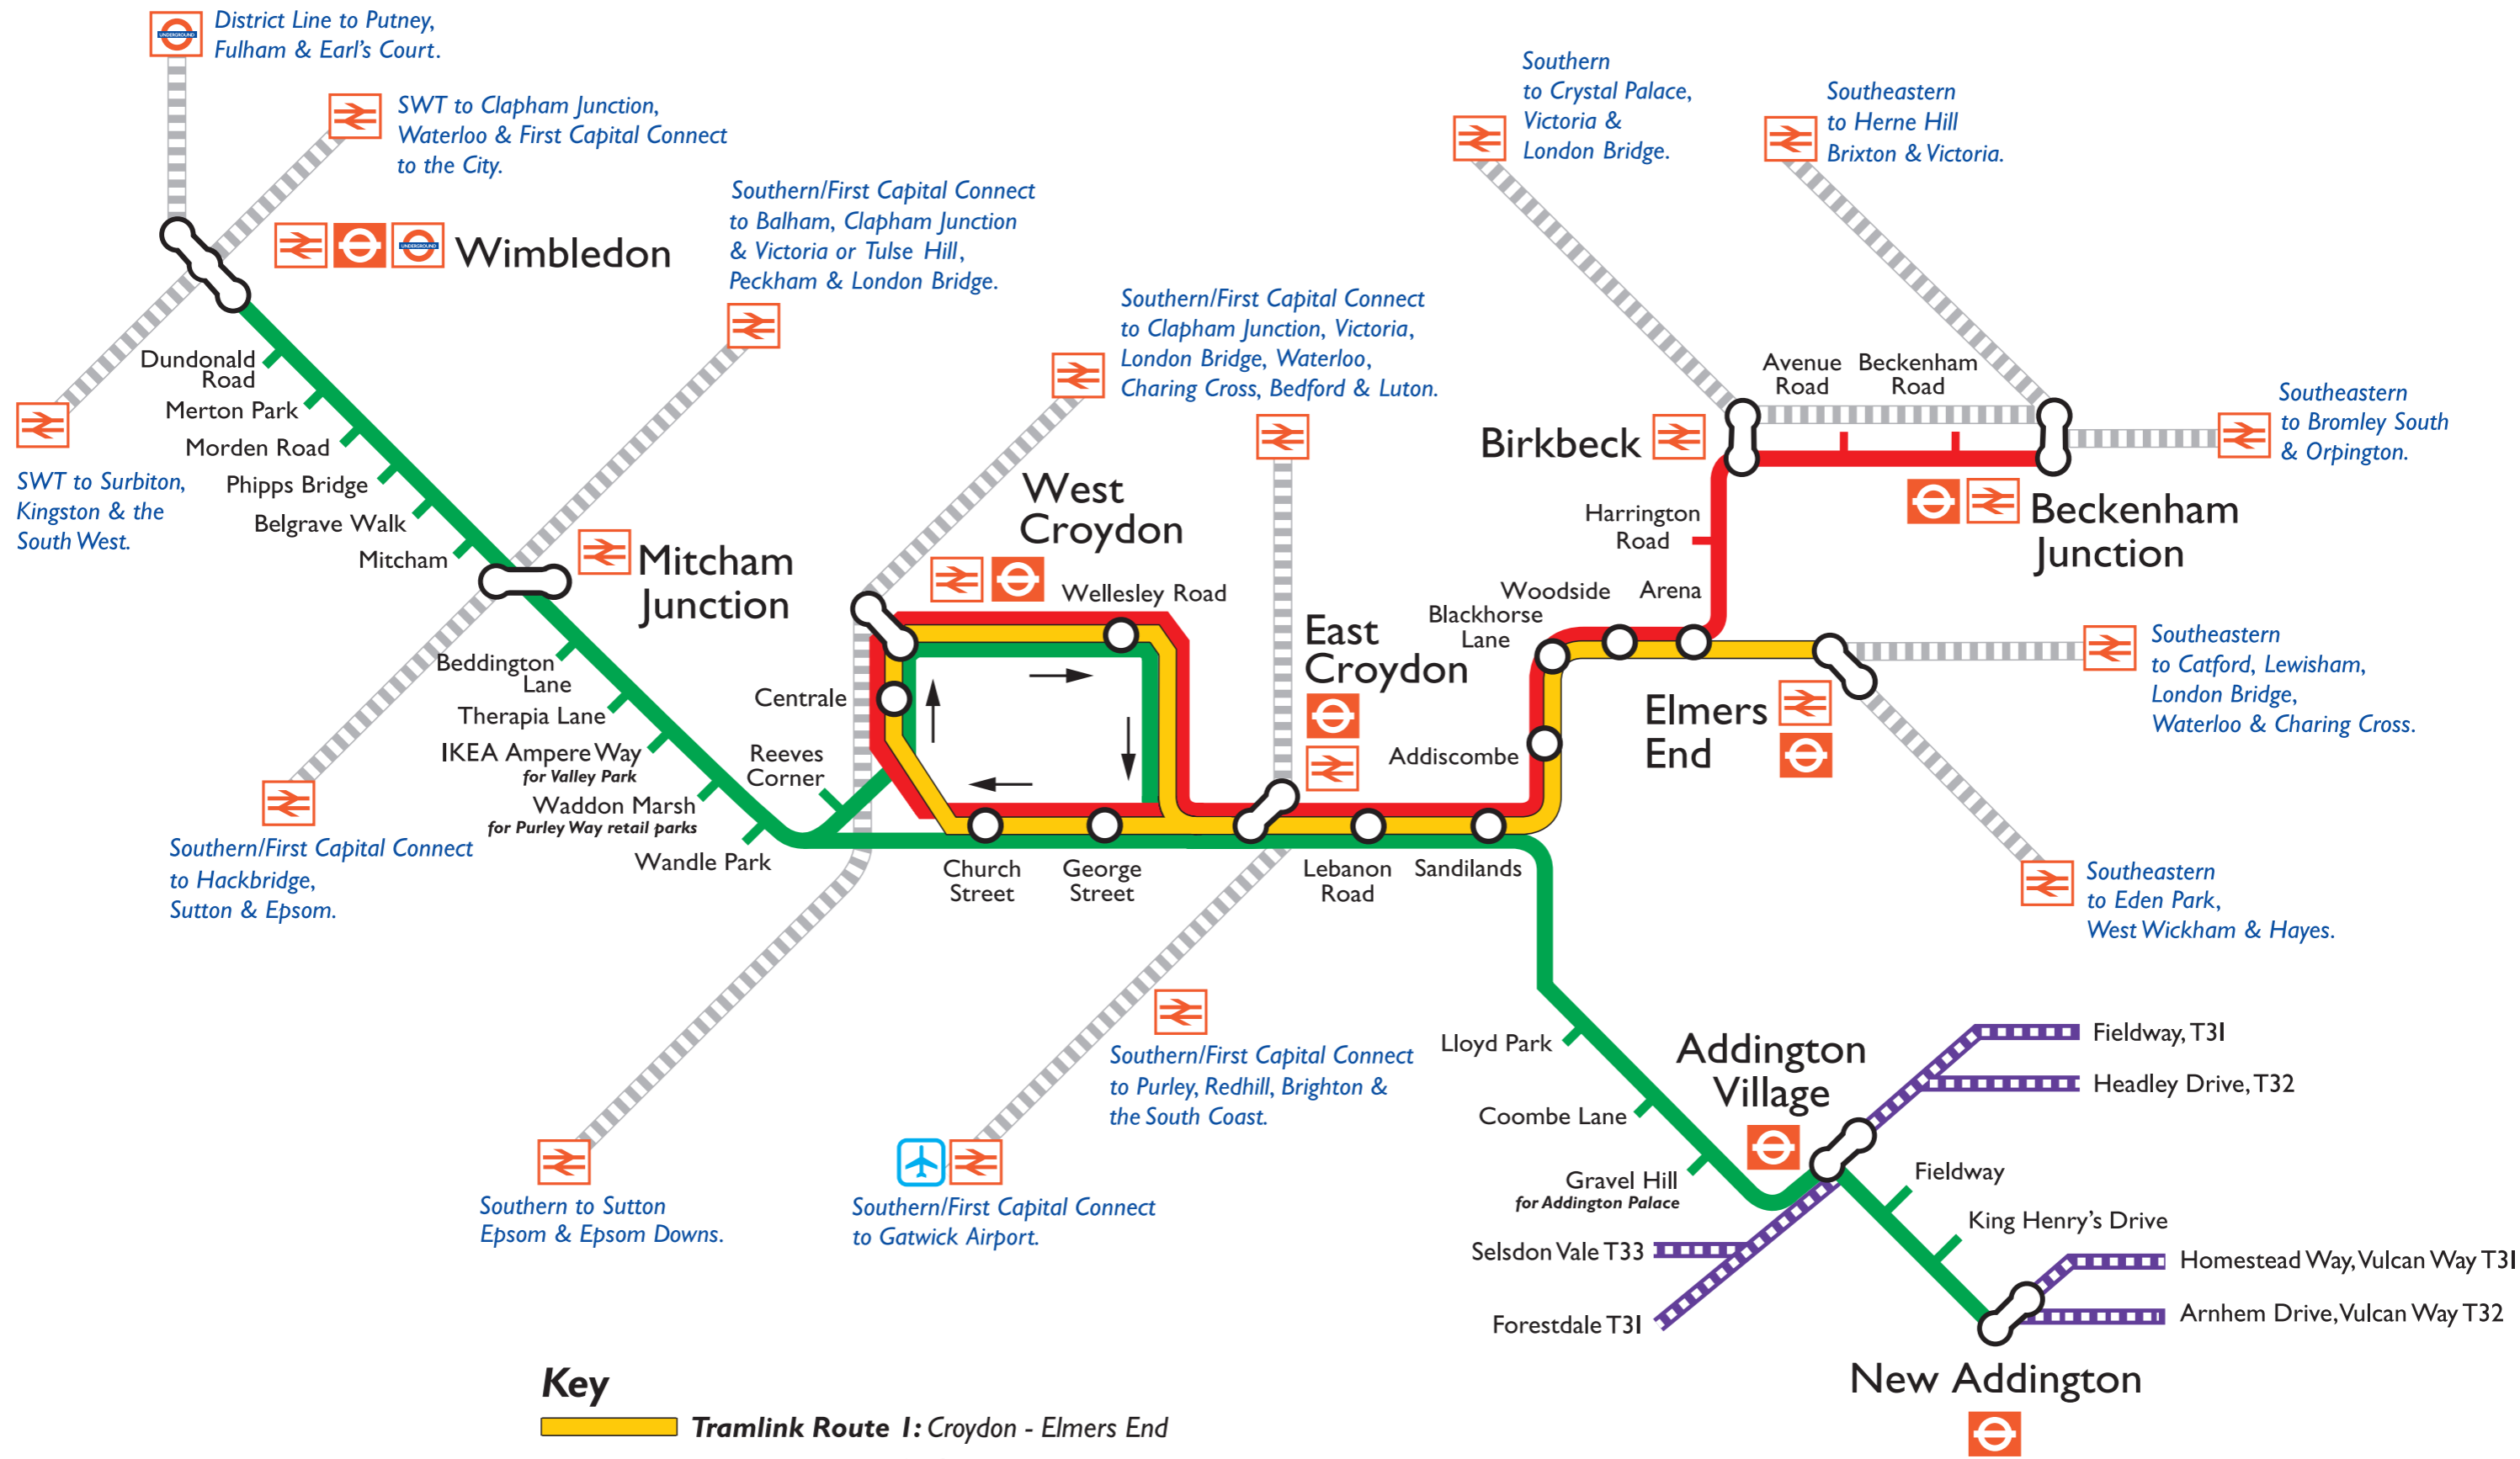 District Line to Putney,
Fulham & Earl's Court.
UNDERGROUND
SWT to Clapham Junction,
Waterloo & First Capital Connect
to the City.
UNDERGROUND
Wimbledon
Southern/First Capital Connect
to Balham, Clapham Junction
& Victoria or Tulse Hill,
Peckham & London Bridge.
Southern/First Capital Connect
to Clapham Junction, Victoria,
London Bridge, Waterloo,
Charing Cross, Bedford & Luton.
Southern
to Crystal Palace,
Victoria &
London Bridge.
Southeastern
to Herne Hill
Brixton & Victoria.
Dundonald
Road
Merton Park
Morden Road
Phipps Bridge
Belgrave Walk
Mitcham
SWT to Surbiton,
Kingston & the
South West.
Mitcham
Junction
Beddington
Lane
Therapia Lane
IKEA Ampere Way
for Valley Park
Waddon Marsh
for Purley Way retail parks
Wandle Park
Reeves
Corner
Centrale
West
Croydon
Wellesley Road
East
Croydon
Church
Street
George
Street
Lebanon
Road
Sandilands
Addiscombe
Blackhorse
Lane
Woodside
Arena
Harrington
Road
Birkbeck
Avenue
Road
Beckenham
Road
Beckenham
Junction
Southeastern
to Bromley South
& Orpington.
Elmers
End
Southeastern
to Catford, Lewisham,
London Bridge,
Waterloo & Charing Cross.
Southeastern
to Eden Park,
West Wickham & Hayes.
Southern/First Capital Connect
to Hackbridge,
Sutton & Epsom.
Southern to Sutton
Epsom & Epsom Downs.
Southern/First Capital Connect
to Purley, Redhill, Brighton &
the South Coast.
Southern/First Capital Connect
to Gatwick Airport.
Lloyd Park
Coombe Lane
Gravel Hill
for Addington Palace
Addington
Village
Fieldway, T31
Headley Drive, T32
Selsdon Vale T33
Forestdale T31
Fieldway
King Henry's Drive
Homestead Way, Vulcan Way T31
Arnhem Drive, Vulcan Way T32
New Addington
Key
Tramlink Route 1: Croydon - Elmers End